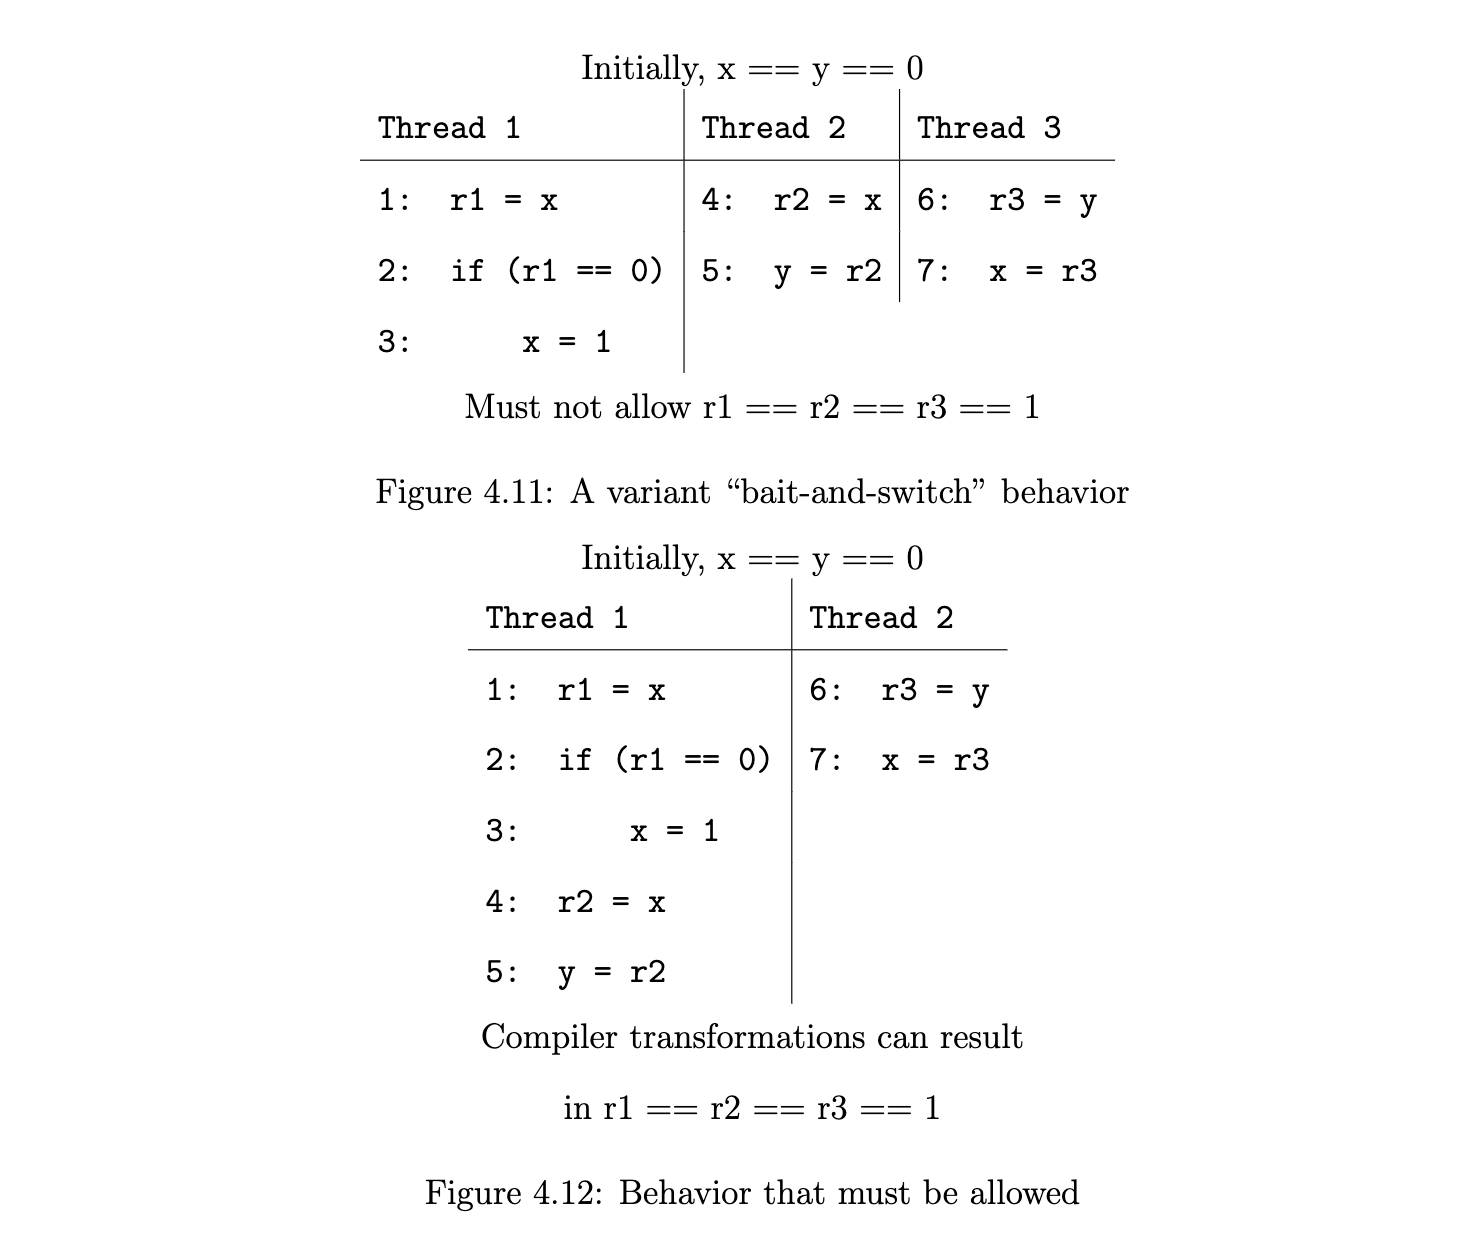 Initially, x == y == 0
Thread 1 Thread 2 Thread 3
1: r1 = x 4: r2 = x 6: r3 = y
2: if (r1 == 0) 5: y = r2 7: x = r3
3: x = 1
Must not allow r1 == r2 == r3 == 1
Figure 4.11: A variant “bait-and-switch” behavior
Initially, x == y == 0
Thread 1 Thread 2
1: r1 = x 6: r3 = y
2: if (r1 == 0) 7: x = r3
3: x = 1
4: r2 = x
5: y = r2
Compiler transformations can result
in r1 == r2 == r3 == 1
Figure 4.12: Behavior that must be allowed